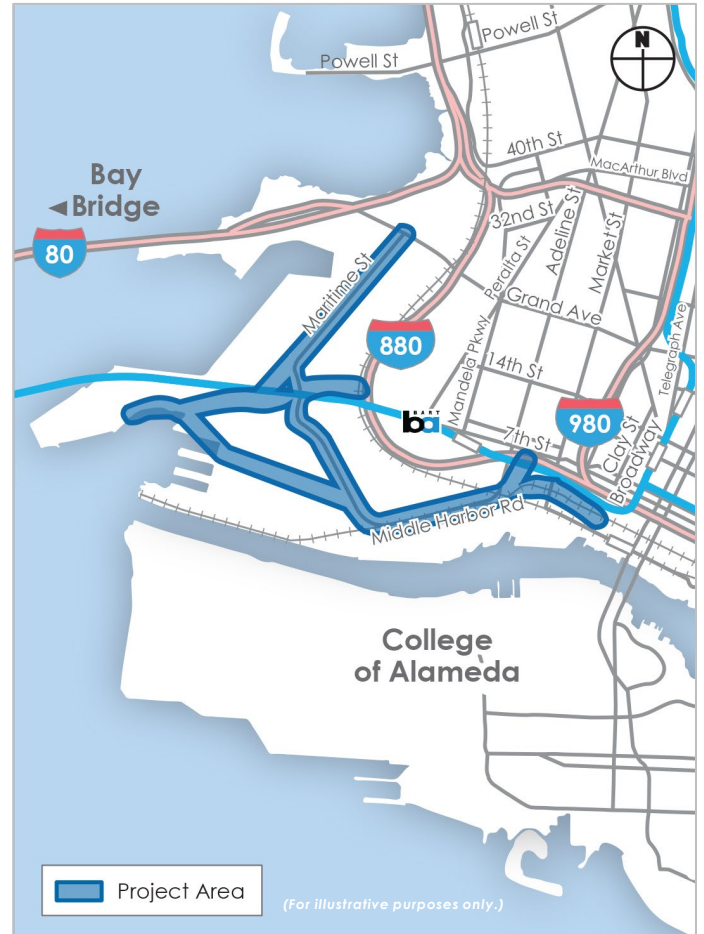 Powell St
Powell St
N
40th St
MacArthur Blvd
Bay
Bridge
80
32nd St
Adeline St
Market St
Peralta St
Maritime St
Grand Ave
880
Telegraph Ave
14th St
Mandela Pkwy
BART
ba
980
7th St
Clay St
Broadway
Middle Harbor Rd
College
of Alameda
Project Area
(For illustrative purposes only.)